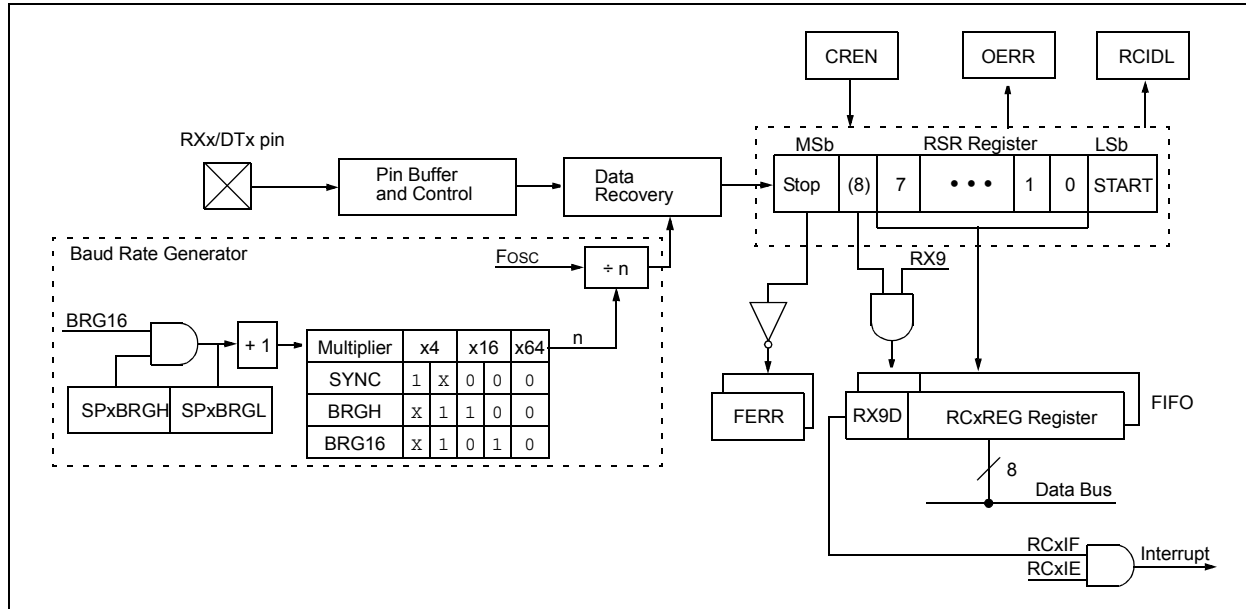 CREN
OERR
RCIDL
RXx/DTx pin
MSb
RSR Register
LSb
Pin Buffer
and Control
Data
Recovery
Stop
(8)
7
• • •
1
0
START
Baud Rate Generator
FOSC
÷ n
RX9
BRG16
+ 1
n
Multiplier x4 x16 x64
SYNC 1 X 0 0 0
BRGH X 1 1 0 0
BRG16 X 1 0 1 0
SPxBRGH
SPxBRGL
FERR
RX9D
RCxREG Register
FIFO
8
Data Bus
RCxIF
RCxIE
Interrupt